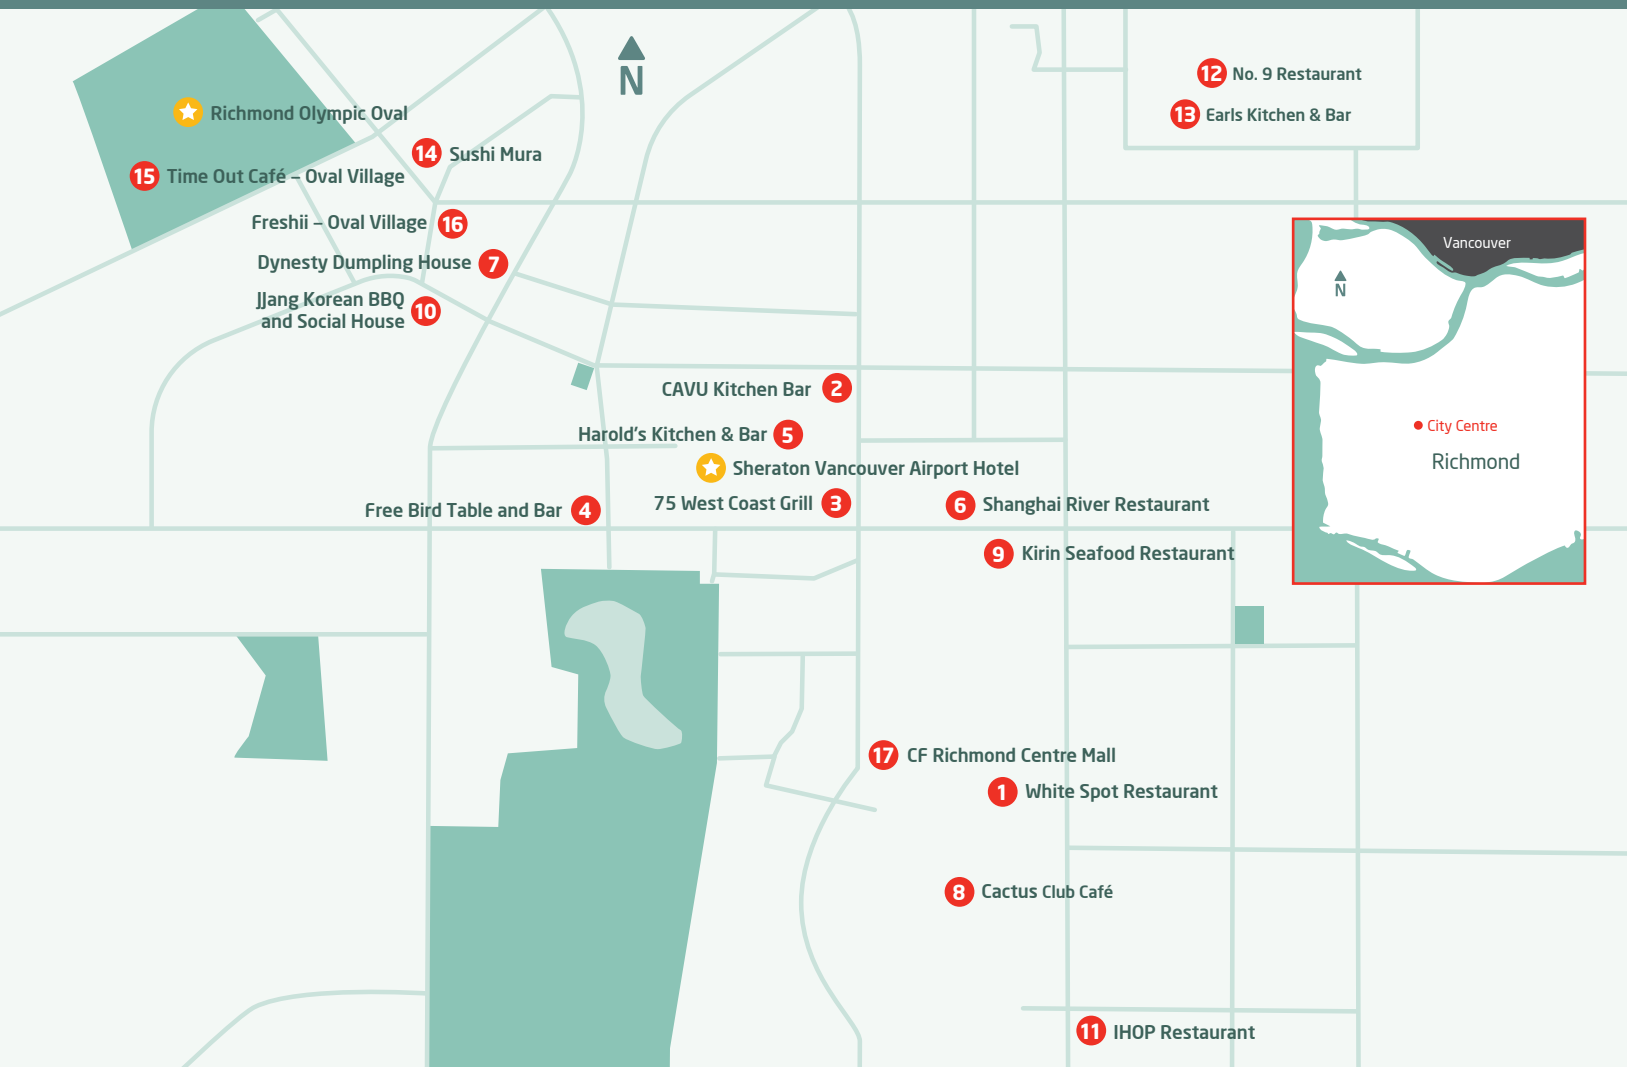 N
12 No. 9 Restaurant
13 Earls Kitchen & Bar
Richmond Olympic Oval
14 Sushi Mura
15 Time Out Café – Oval Village
Freshii – Oval Village 16
Dynesty Dumpling House 7
JJang Korean BBQ
and Social House 10
Vancouver
N
City Centre
Richmond
CAVU Kitchen Bar 2
Harold's Kitchen & Bar 5
Sheraton Vancouver Airport Hotel
75 West Coast Grill 3
6 Shanghai River Restaurant
Free Bird Table and Bar 4
9 Kirin Seafood Restaurant
17 CF Richmond Centre Mall
1 White Spot Restaurant
8 Cactus Club Café
11 IHOP Restaurant